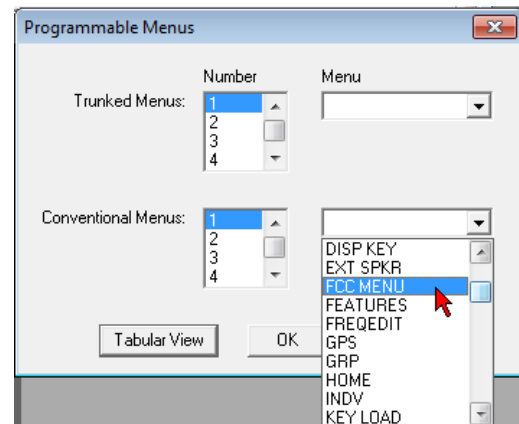 Programmable Menus
Number Menu
Trunked Menus:
1
2
3
4
Conventional Menus:
1
2
3
4
DISP KEY
EXT SPKR
FCC MENU
FEATURES
FREQEDIT
GPS
GRP
HOME
INDV
KEY LOAD
Tabular View OK